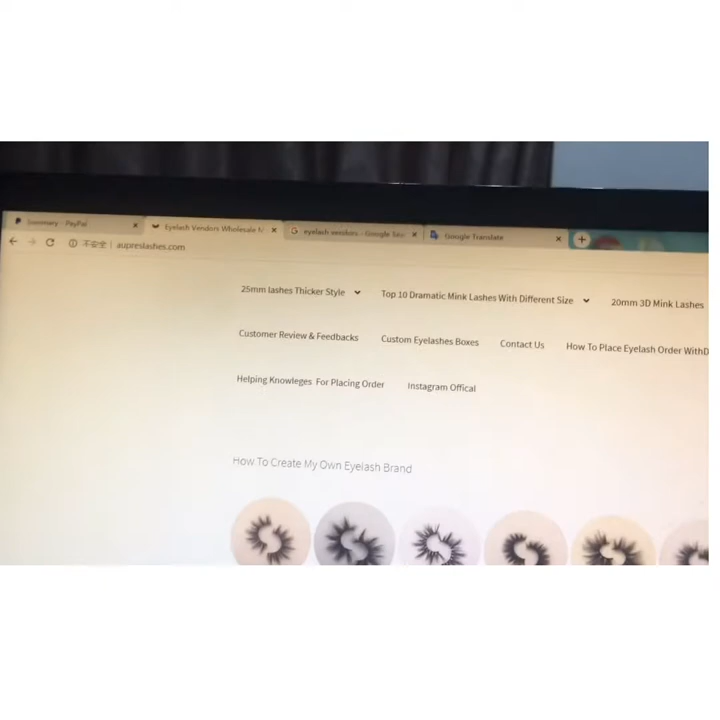 Summary - PayPal
Eyelash Vendors Wholesale
eyelash vendors - Google Sea
Google Translate
不安全 | aupreslashes.com
25mm lashes Thicker Style
Top 10 Dramatic Mink Lashes With Different Size
20mm 3D Mink Lashes
Customer Review & Feedbacks
Custom Eyelashes Boxes
Contact Us
How To Place Eyelash Order WithD
Helping Knowleges For Placing Order
Instagram Offical
How To Create My Own Eyelash Brand